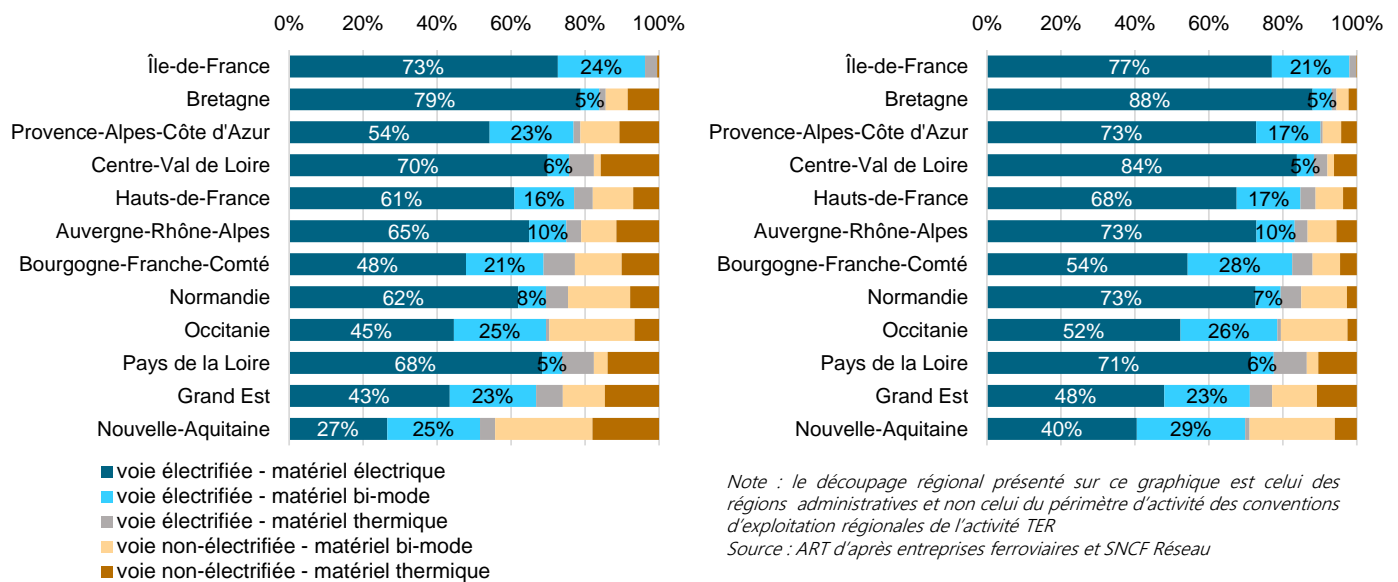 0% 20% 40% 60% 80% 100%
Île-de-France 73% 24%
Bretagne 79% 5%
Provence-Alpes-Côte d'Azur 54% 23%
Centre-Val de Loire 70% 6%
Hauts-de-France 61% 16%
Auvergne-Rhône-Alpes 65% 10%
Bourgogne-Franche-Comté 48% 21%
Normandie 62% 8%
Occitanie 45% 25%
Pays de la Loire 68% 5%
Grand Est 43% 23%
Nouvelle-Aquitaine 27% 25%
voie électrifiée - matériel électrique
voie électrifiée - matériel bi-mode
voie électrifiée - matériel thermique
voie non-électrifiée - matériel bi-mode
voie non-électrifiée - matériel thermique
0% 20% 40% 60% 80% 100%
Île-de-France 77% 21%
Bretagne 88% 5%
Provence-Alpes-Côte d'Azur 73% 17%
Centre-Val de Loire 84% 5%
Hauts-de-France 68% 17%
Auvergne-Rhône-Alpes 73% 10%
Bourgogne-Franche-Comté 54% 28%
Normandie 73% 7%
Occitanie 52% 26%
Pays de la Loire 71% 6%
Grand Est 48% 23%
Nouvelle-Aquitaine 40% 29%
Note : le découpage régional présenté sur ce graphique est celui des
régions administratives et non celui du périmètre d'activité des conventions
d'exploitation régionales de l'activité TER
Source : ART d'après entreprises ferroviaires et SNCF Réseau